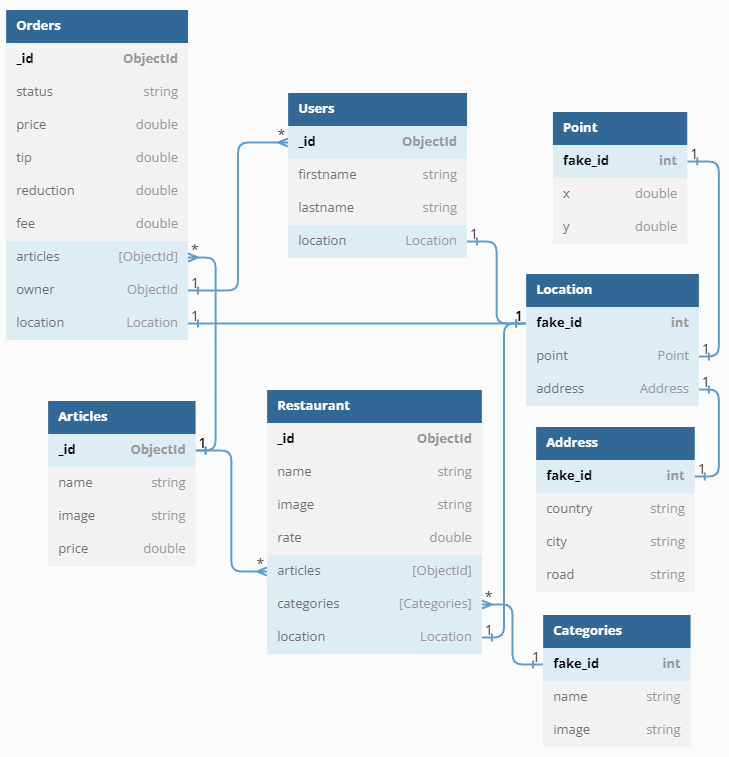 Orders
_id ObjectId
status string
price double
tip double
reduction double
fee double
articles [ObjectId] *
owner ObjectId 1
location Location 1
Users
* _id ObjectId
firstname string
lastname string
location Location 1
Point
fake_id int 1
x double
y double
Location
1 fake_id int
point Point 1
address Address 1
Articles
_id ObjectId 1
name string
image string
price double
Restaurant
_id ObjectId
name string
image string
rate double
* articles [ObjectId]
categories [Categories] *
location Location 1
Address
fake_id int 1
country string
city string
road string
Categories
1 fake_id int
name string
image string